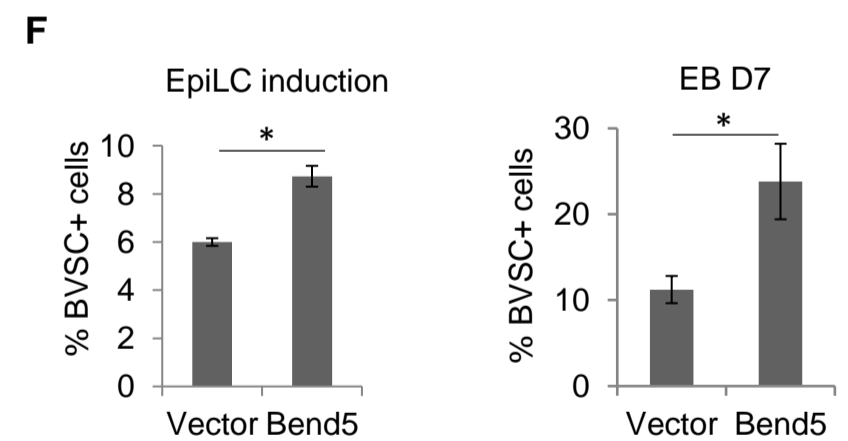 F
EpiLC induction
*
% BVSC+ cells
10
8
6
4
2
0
Vector Bend5
EB D7
*
% BVSC+ cells
30
20
10
0
Vector Bend5